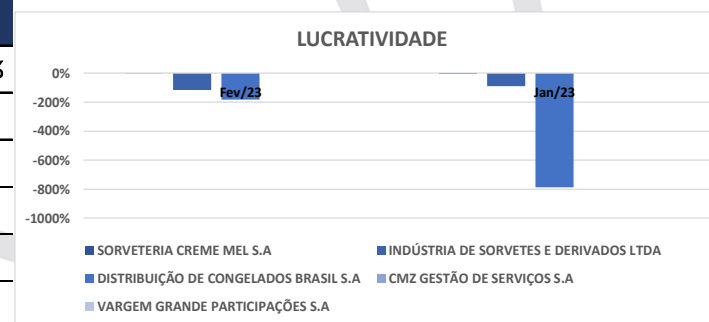 LUCRATIVIDADE
%
0%
-200%
-400%
-600%
-800%
-1000%
Fev/23
Jan/23
SORVETERIA CREME MEL S.A
INDÚSTRIA DE SORVETES E DERIVADOS LTDA
DISTRIBUIÇÃO DE CONGELADOS BRASIL S.A
CMZ GESTÃO DE SERVIÇOS S.A
VARGEM GRANDE PARTICIPAÇÕES S.A